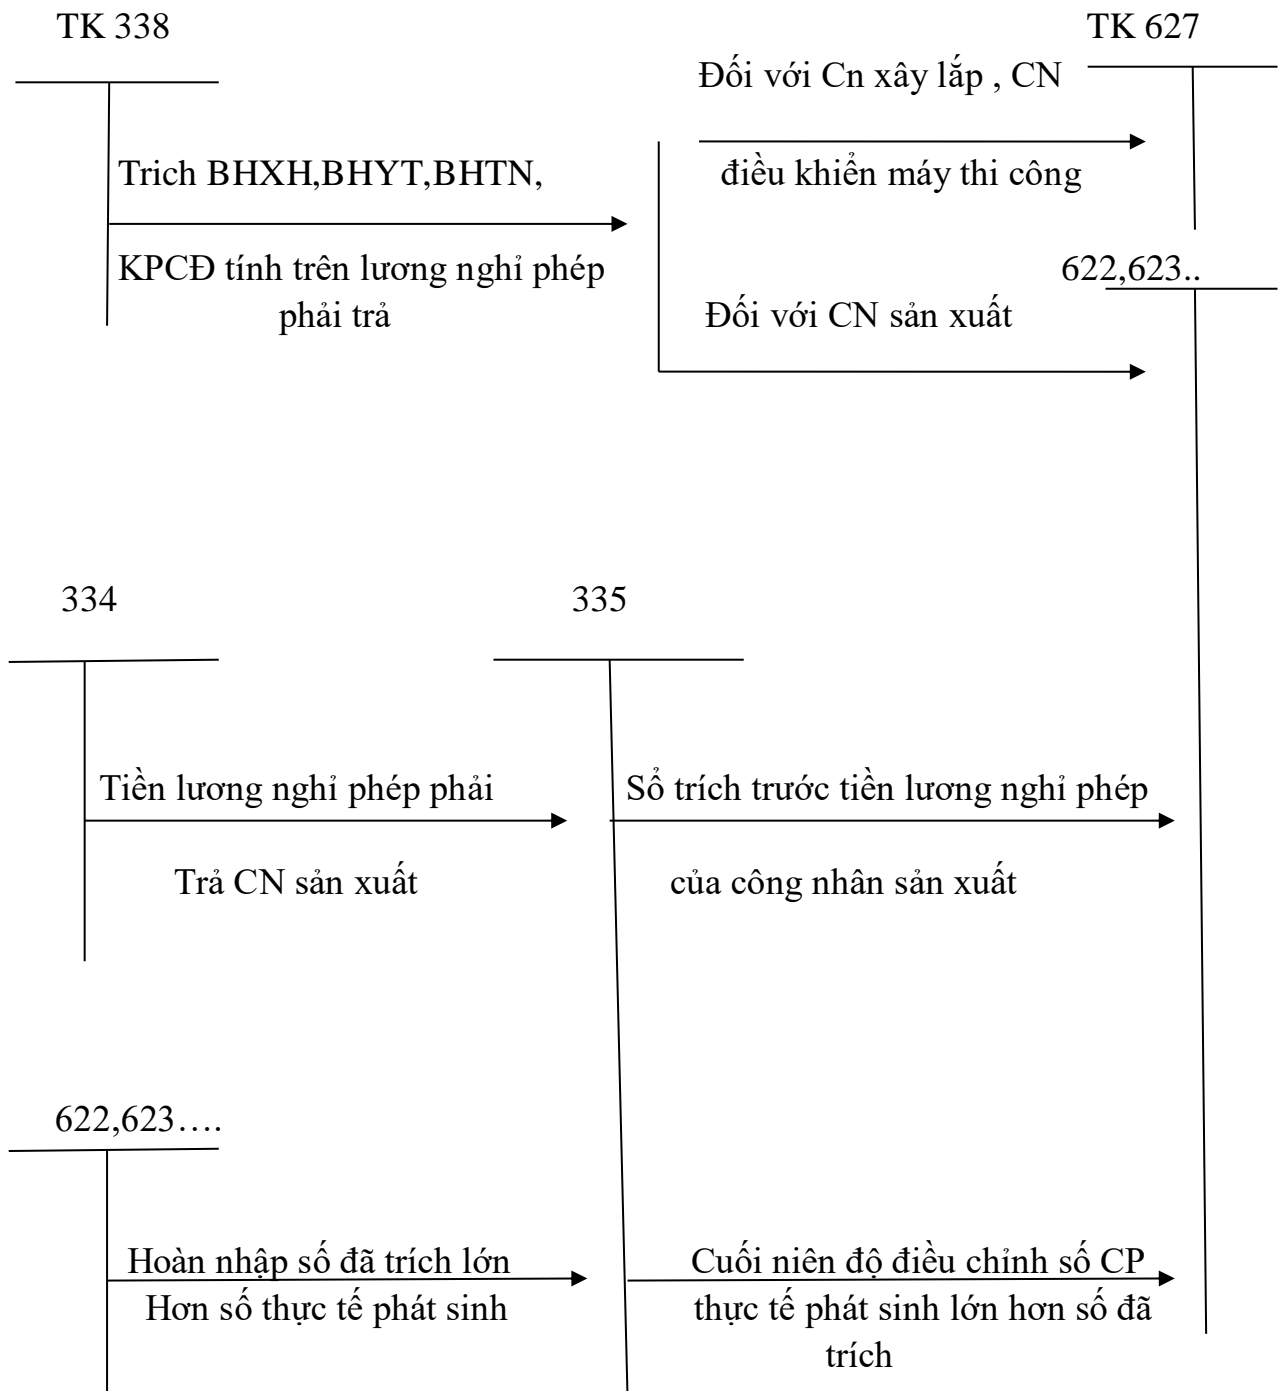 TK 338
TK 627
Đối với Cn xây lắp , CN
điều khiển máy thi công
Trich BHXH,BHYT,BHTN,
KPCĐ tính trên lương nghỉ phép
phải trả
622,623..
Đối với CN sản xuất
334
335
Tiền lương nghỉ phép phải
Trả CN sản xuất
Sổ trích trước tiền lương nghỉ phép
của công nhân sản xuất
622,623….
Hoàn nhập số đã trích lớn
Hơn số thực tế phát sinh
Cuối niên độ điều chỉnh số CP
thực tế phát sinh lớn hơn số đã
trích